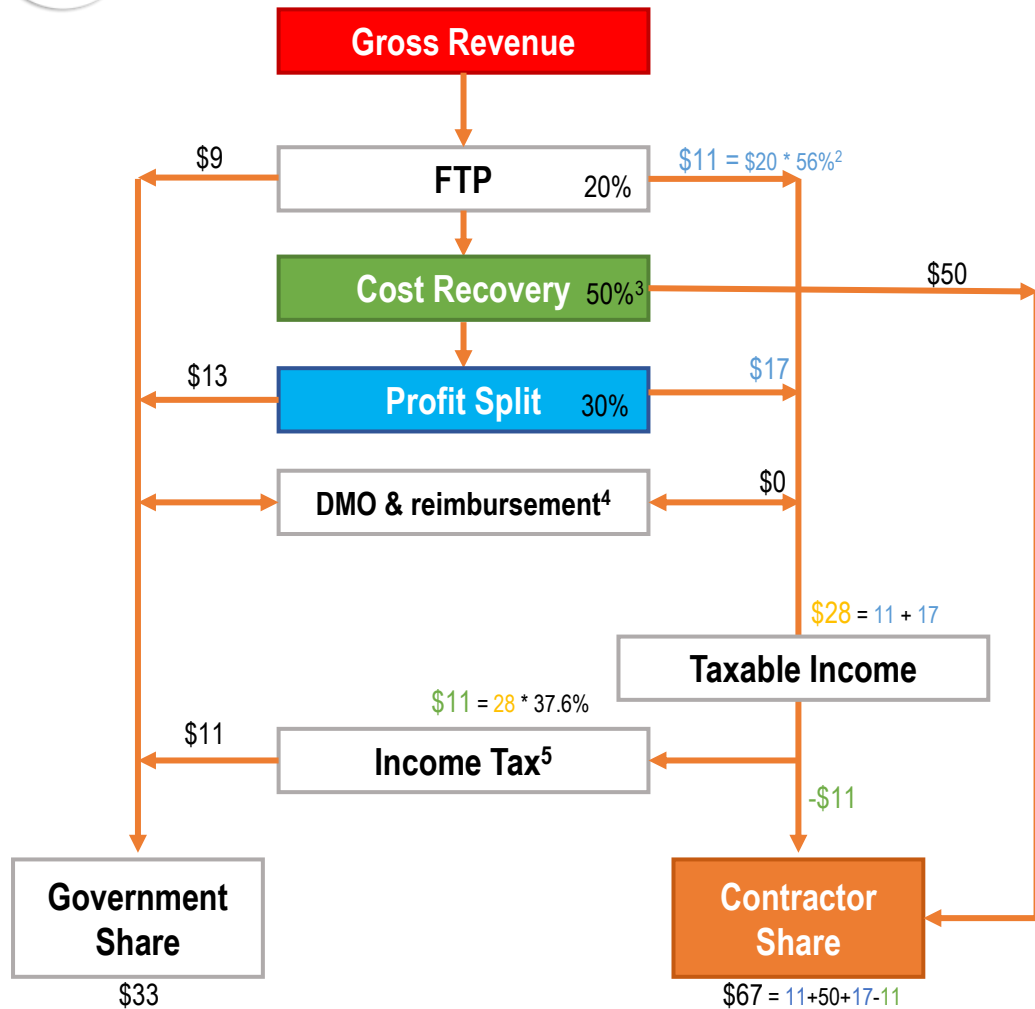 Gross Revenue
$9
FTP 20%
$11 = $20 * 56%²
Cost Recovery 50%³
$50
$13
Profit Split 30%
$17
DMO & reimbursement⁴
$0
$28 = 11 + 17
Taxable Income
$11 = 28 * 37.6%
$11
Income Tax⁵
-$11
Government
Share
$33
Contractor
Share
$67 = 11+50+17-11